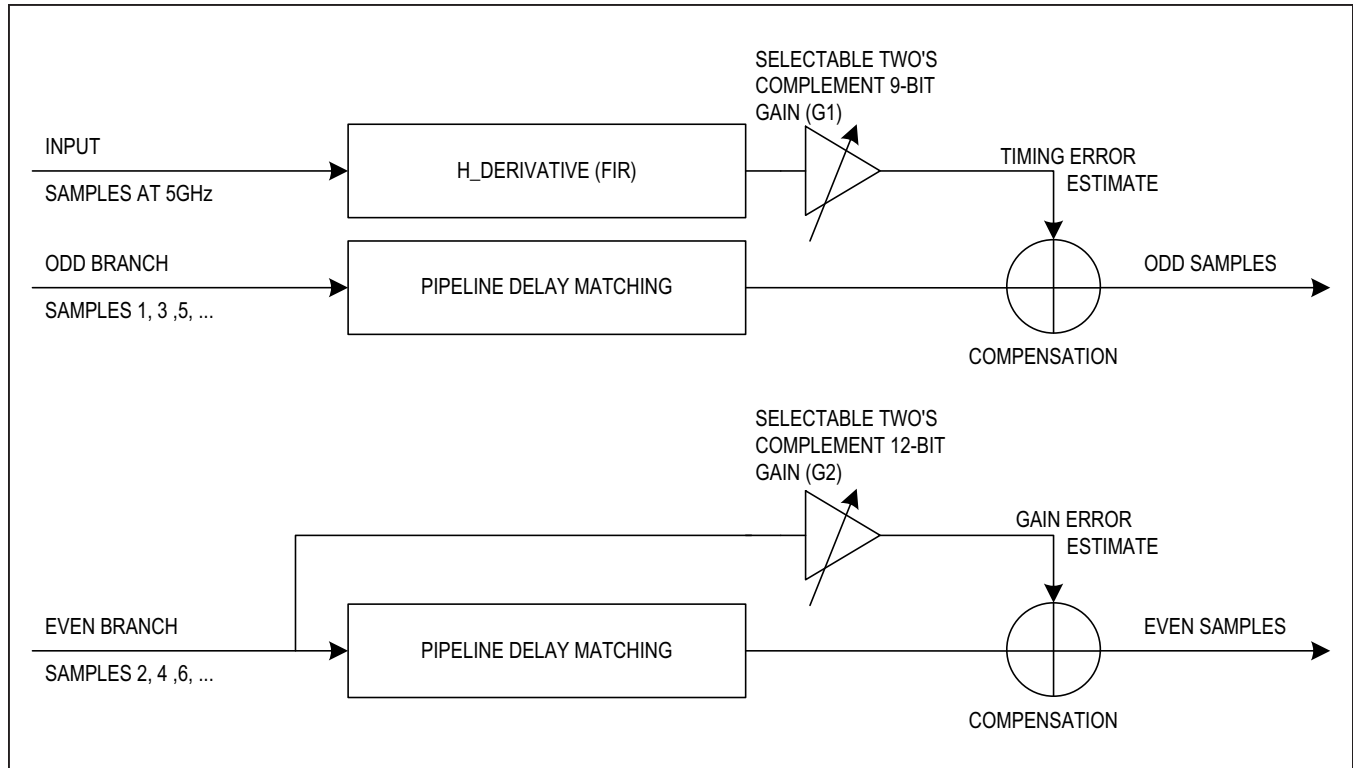 SELECTABLE TWO'S
COMPLEMENT 9-BIT
GAIN (G1)
INPUT
SAMPLES AT 5GHz
H_DERIVATIVE (FIR)
TIMING ERROR
ESTIMATE
ODD BRANCH
SAMPLES 1, 3 ,5, ...
PIPELINE DELAY MATCHING
ODD SAMPLES
COMPENSATION
SELECTABLE TWO'S
COMPLEMENT 12-BIT
GAIN (G2)
GAIN ERROR
ESTIMATE
EVEN BRANCH
SAMPLES 2, 4 ,6, ...
PIPELINE DELAY MATCHING
EVEN SAMPLES
COMPENSATION